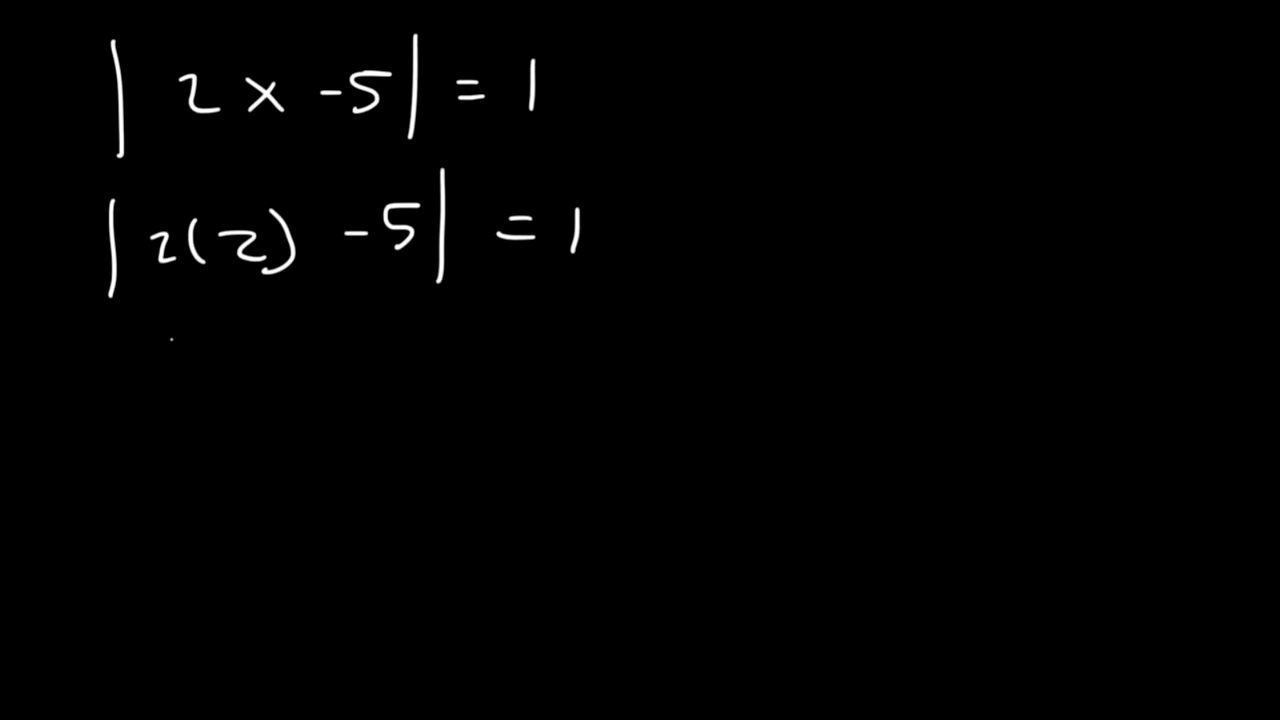 | 2x -5| = 1
| 2(2) -5| = 1